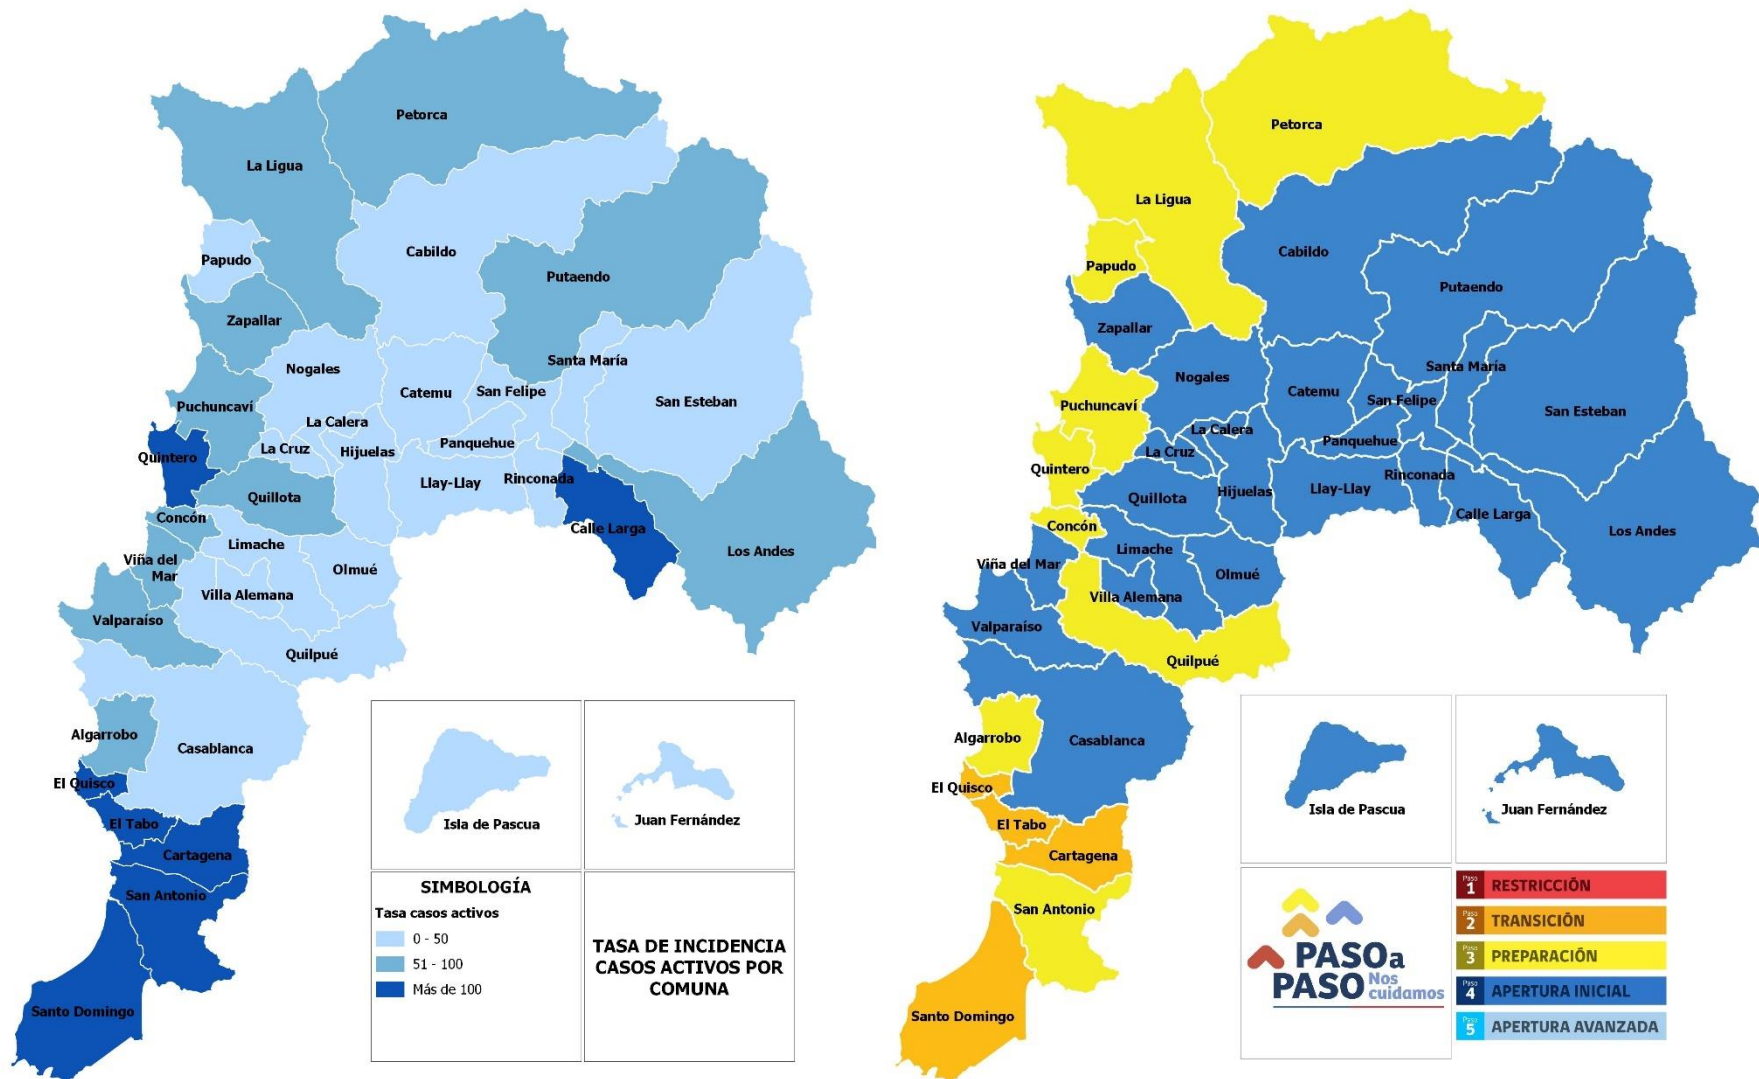 Petorca
La Ligua
Cabildo
Papudo
Putaendo
Zapallar
Santa María
Nogales
Catemu
San Felipe
San Esteban
Puchuncaví
La Calera
Panquehue
La Cruz
Hijuelas
Quintero
Rinconada
Llay-Llay
Quillota
Concón
Calle Larga
Limache
Los Andes
Viña del
Mar
Olmué
Villa Alemana
Valparaíso
Quilpué
Algarrobo
Casablanca
El Quisco
El Tabo
Isla de Pascua
Juan Fernández
Cartagena
San Antonio
Santo Domingo
SIMBOLOGÍA
Tasa casos activos
0 - 50
51 - 100
Más de 100
TASA DE INCIDENCIA
CASOS ACTIVOS POR
COMUNA
Petorca
La Ligua
Cabildo
Papudo
Putaendo
Zapallar
Santa María
Nogales
Catemu
San Felipe
San Esteban
Puchuncaví
La Calera
Panquehue
La Cruz
Quintero
Rinconada
Llay-Llay
Hijuelas
Quillota
Calle Larga
Concón
Los Andes
Limache
Viña del Mar
Olmué
Villa Alemana
Valparaíso
Quilpué
Algarrobo
Casablanca
El Quisco
El Tabo
Isla de Pascua
Juan Fernández
Cartagena
San Antonio
Santo Domingo
PASO a
PASO Nos
cuidamos
Paso
1 RESTRICCIÓN
Paso
2 TRANSICIÓN
Paso
3 PREPARACIÓN
Paso
4 APERTURA INICIAL
Paso
5 APERTURA AVANZADA